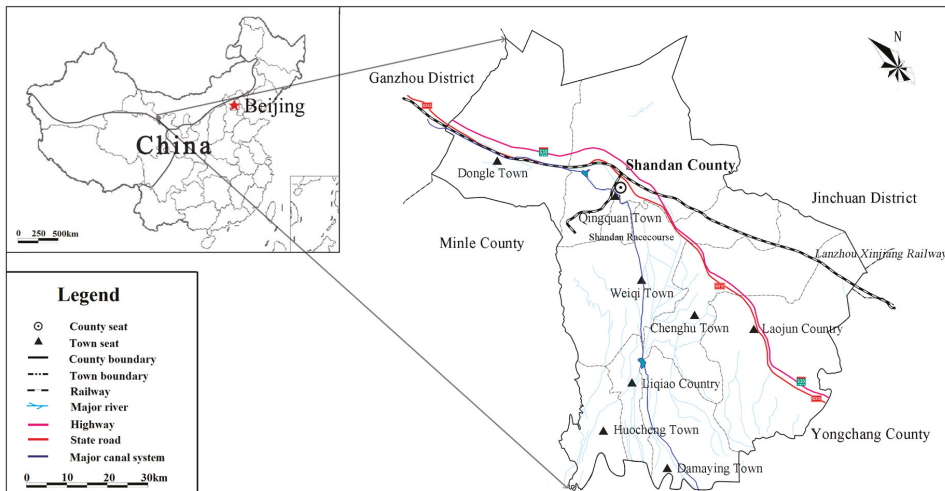 Beijing
China
0 250 500km
Legend
County seat
Town seat
County boundary
Town boundary
Railway
Major river
Highway
State road
Major canal system
0 10 20 30km
N
Ganzhou District
Dongle Town
Shandan County
Jinchuan District
Qingquan Town
Shandan Racecourse
Minle County
Lanzhou Xinjiang Railway
Weiqi Town
Chenghu Town
Laojun Country
Liqiao Country
Huocheng Town
Yongchang County
Damaying Town